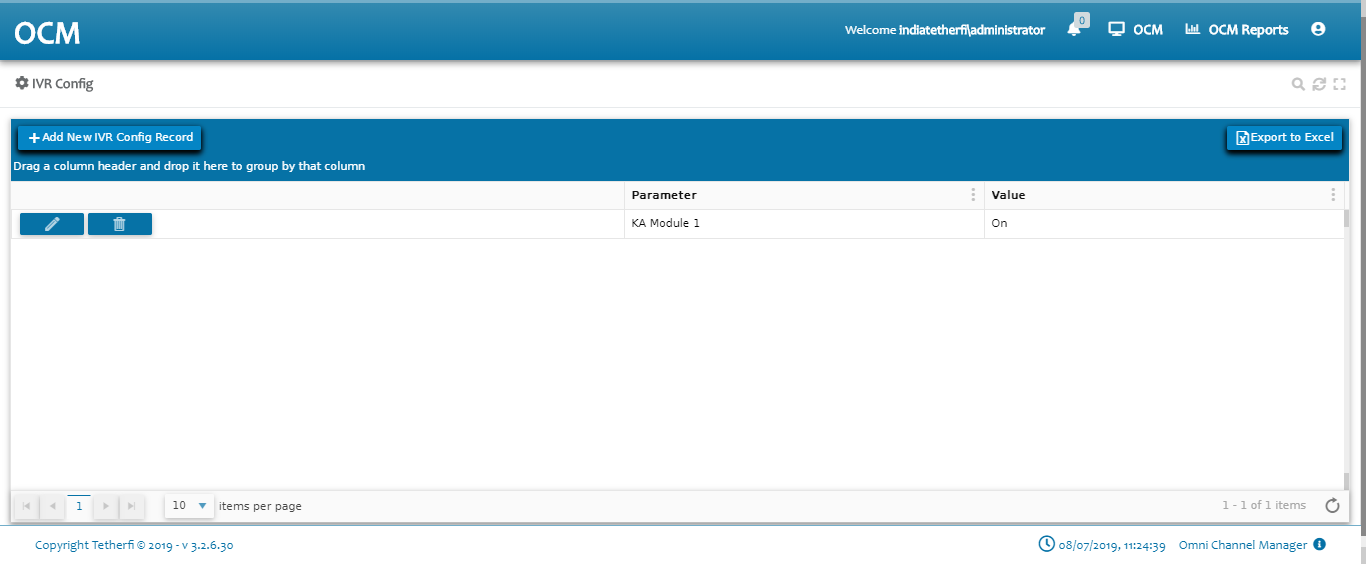 OCM
Welcome indiatetherfi\administrator
0
OCM
OCM Reports
IVR Config
Add New IVR Config Record
Export to Excel
Drag a column header and drop it here to group by that column
Parameter
Value
KA Module 1
On
1
10
items per page
1 - 1 of 1 items
Copyright Tetherfi © 2019 - v 3.2.6.30
08/07/2019, 11:24:39
Omni Channel Manager